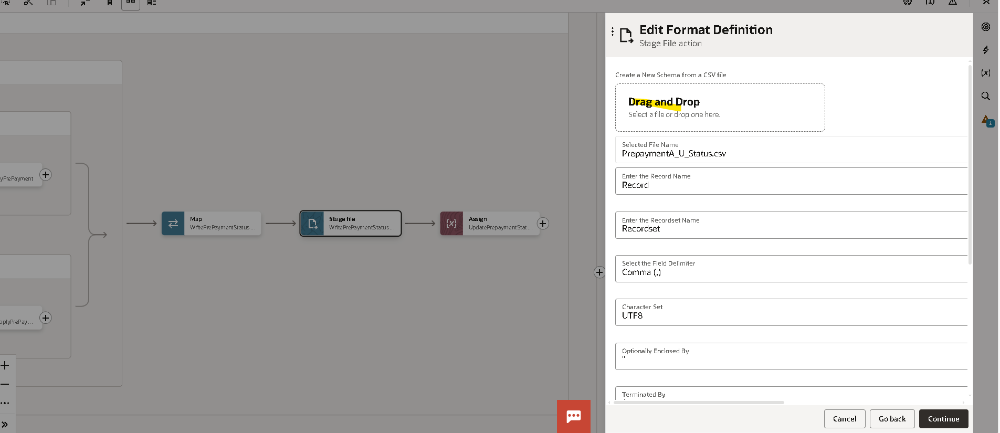 Edit Format Definition
Stage File action
Create a New Schema from a CSV file
Drag and Drop
Select a file or drop one here.
Selected File Name
PrepaymentA_U_Status.csv
Enter the Record Name
Record
Enter the Recordset Name
Recordset
Select the Field Delimiter
Comma (,)
Character Set
UTF8
Optionally Enclosed By
"
Terminated By
Cancel
Go back
Continue
yPrePayment
Map
WritePrePaymentStatus ...
Stage file
WritePrePaymentStatus...
Assign
UpdatePrepaymentStat ...
(x)
pplyPrePay...
(x)
2